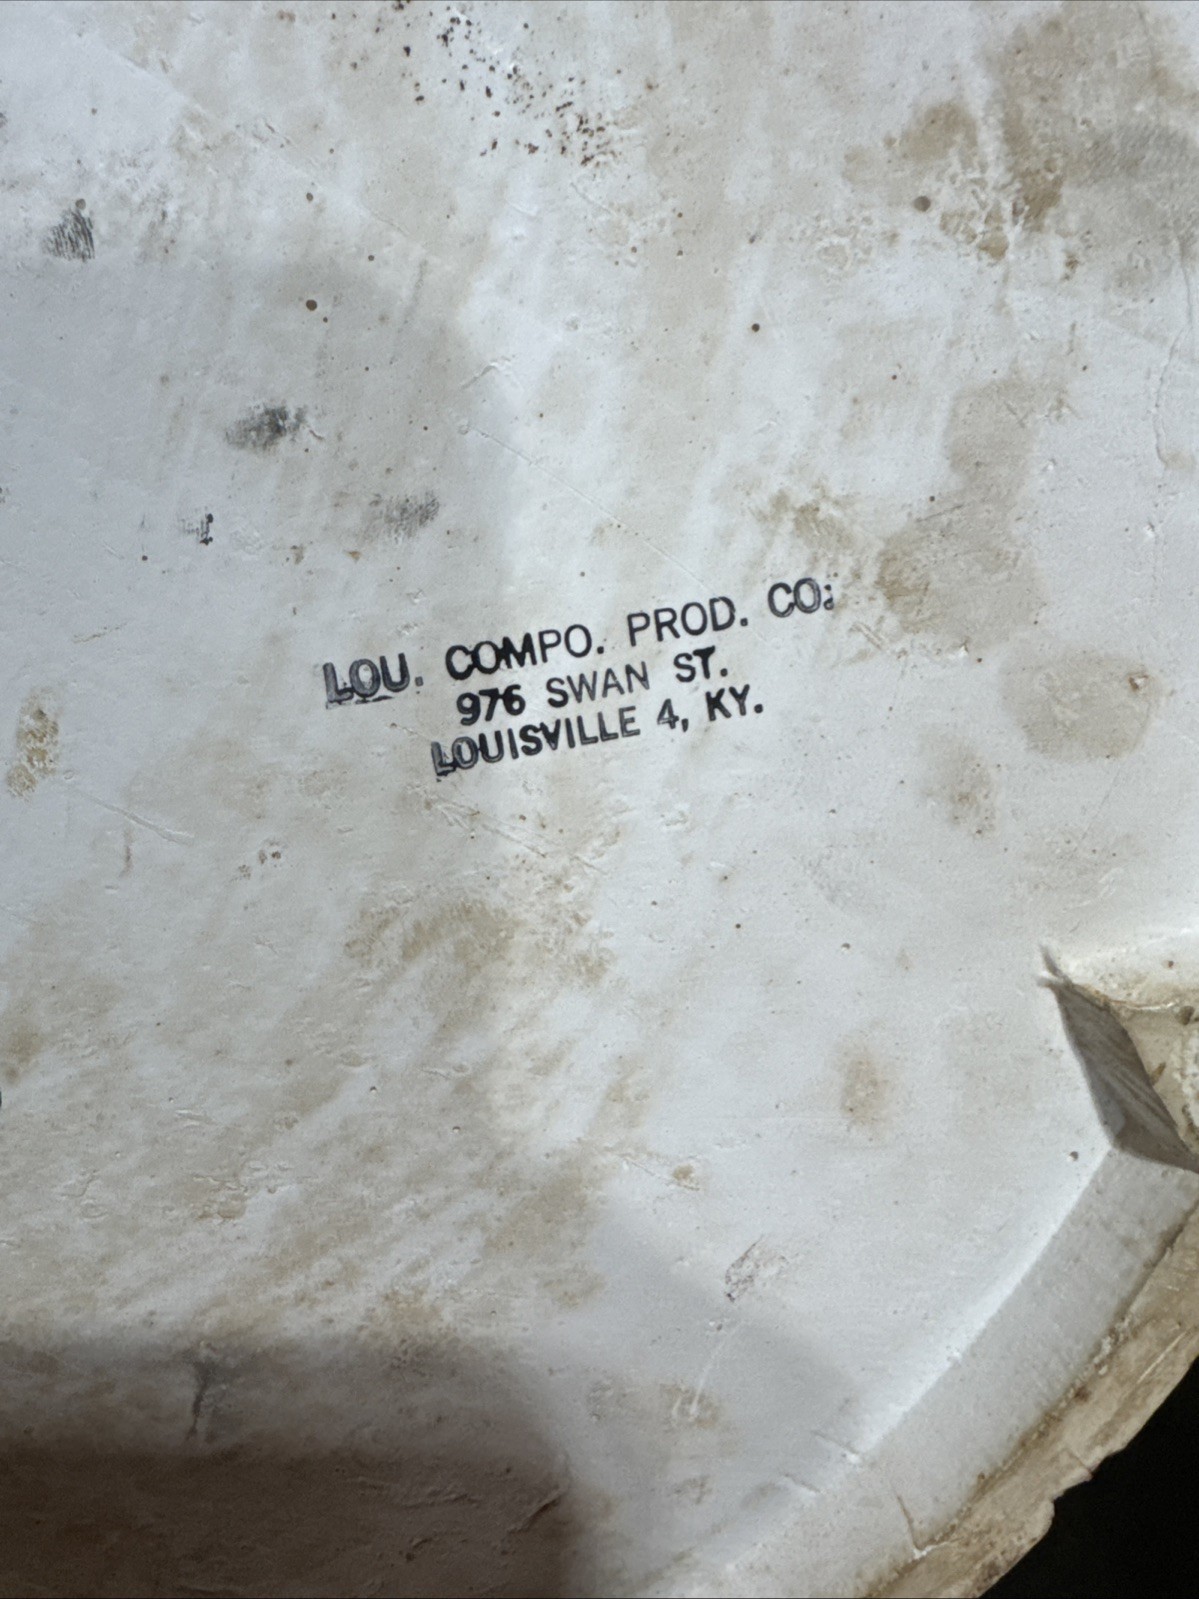 LOU. COMPO. PROD. CO.
976 SWAN ST.
LOUISVILLE 4, KY.